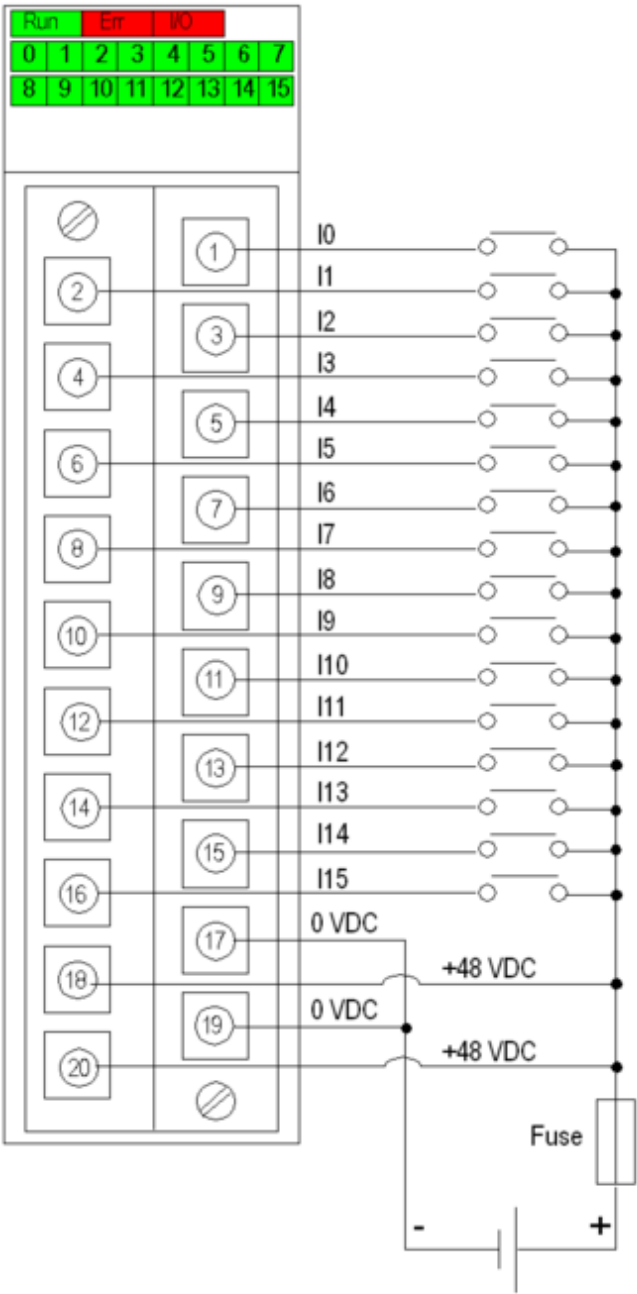 Run Err I/O
0 1 2 3 4 5 6 7
8 9 10 11 12 13 14 15
1 I0
2 I1
3 I2
4 I3
5 I4
6 I5
7 I6
8 I7
9 I8
10 I9
11 I10
12 I11
13 I12
14 I13
15 I14
16 I15
17 0 VDC
18 +48 VDC
19 0 VDC
20 +48 VDC
Fuse
- +